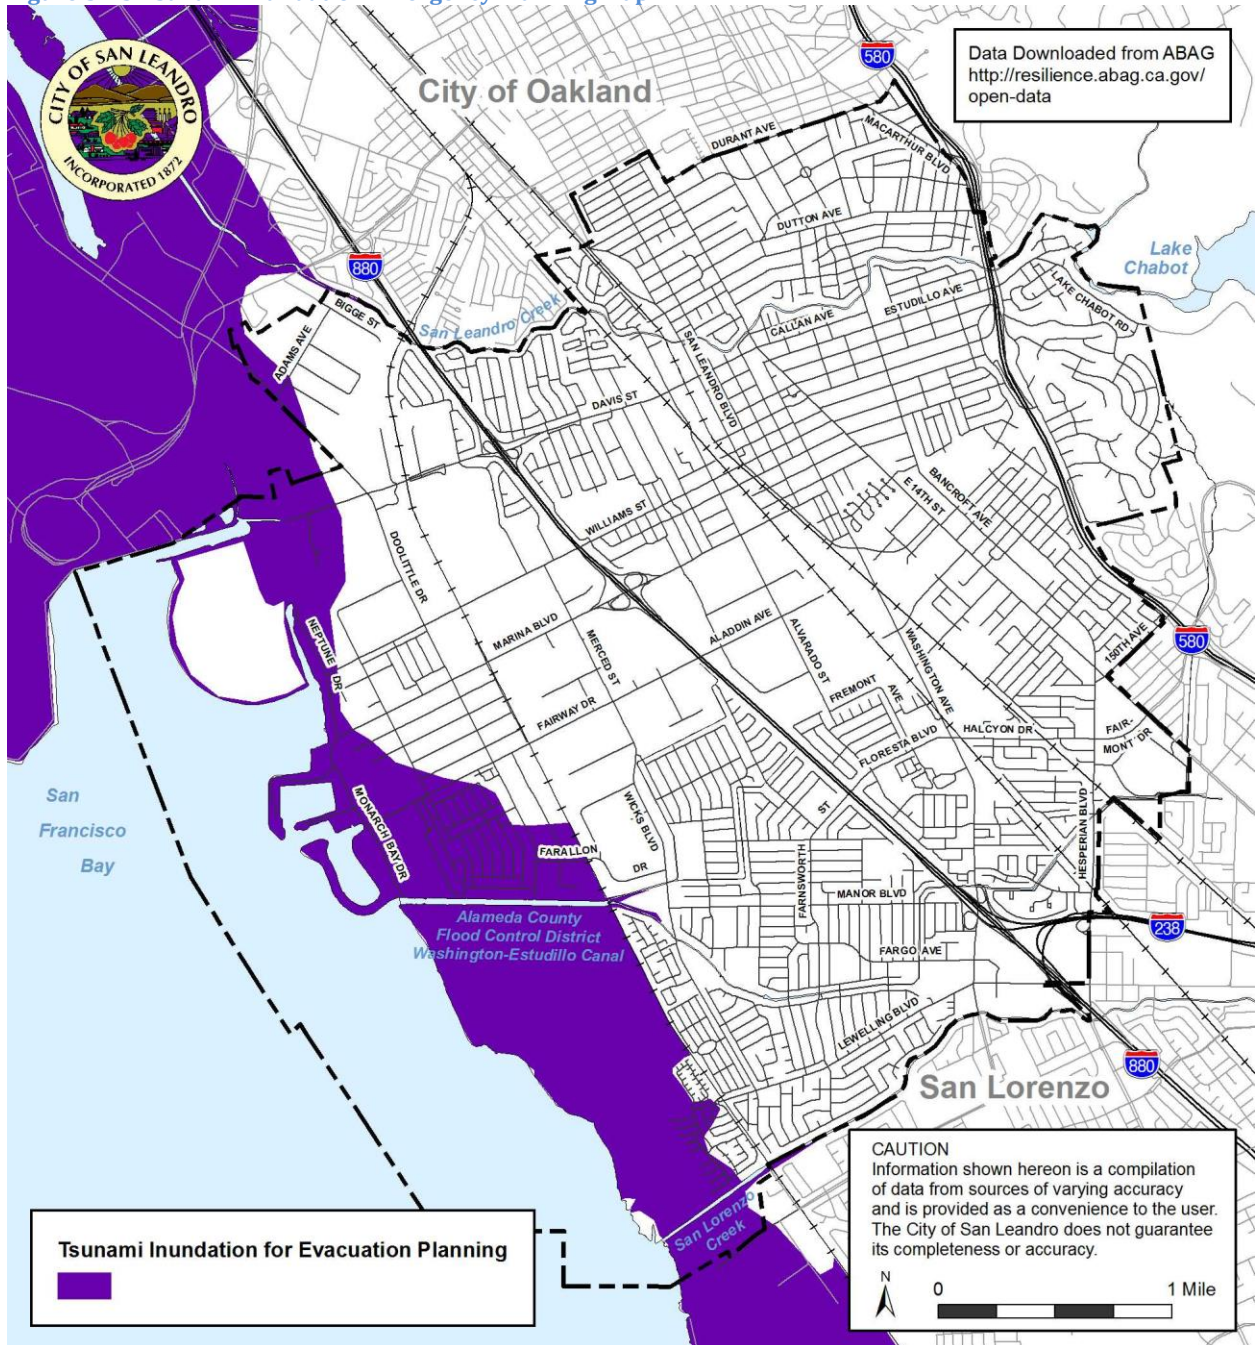 CITY OF SAN LEANDRO
INCORPORATED 1872
City of Oakland
Data Downloaded from ABAG
http://resilience.abag.ca.gov/
open-data
580
DURANT AVE
MACARTHUR BLVD
DUTTON AVE
Lake
Chabot
880
LAKE CHABOT RD
BIGGE ST
San Leandro Creek
ESTUDILLO AVE
CALLAN AVE
ADAMS AVE
SAN LEANDRO BLVD
DAVIS ST
BANCROFT AVE
E 14TH ST
WILLIAMS ST
DOOLITTLE DR
MARINA BLVD
MERCED ST
ALADDIN AVE
ALVARADO ST
WASHINGTON AVE
150TH AVE
580
NEPTUNE DR
FAIRWAY DR
FREMONT
AVE
HALCYON DR
FAIR-
MONT DR
FLORESTA BLVD
San
Francisco
Bay
MONARCH BAY DR
WICKS BLVD
ST
HESPERIAN BLVD
FARALLON
DR
FARNSWORTH
MANOR BLVD
Alameda County
Flood Control District
Washington-Estudillo Canal
238
FARGO AVE
LEWELLING BLVD
880
San Lorenzo
San Lorenzo
Creek
CAUTION
Information shown hereon is a compilation
of data from sources of varying accuracy
and is provided as a convenience to the user.
The City of San Leandro does not guarantee
its completeness or accuracy.
N
0 1 Mile
Tsunami Inundation for Evacuation Planning